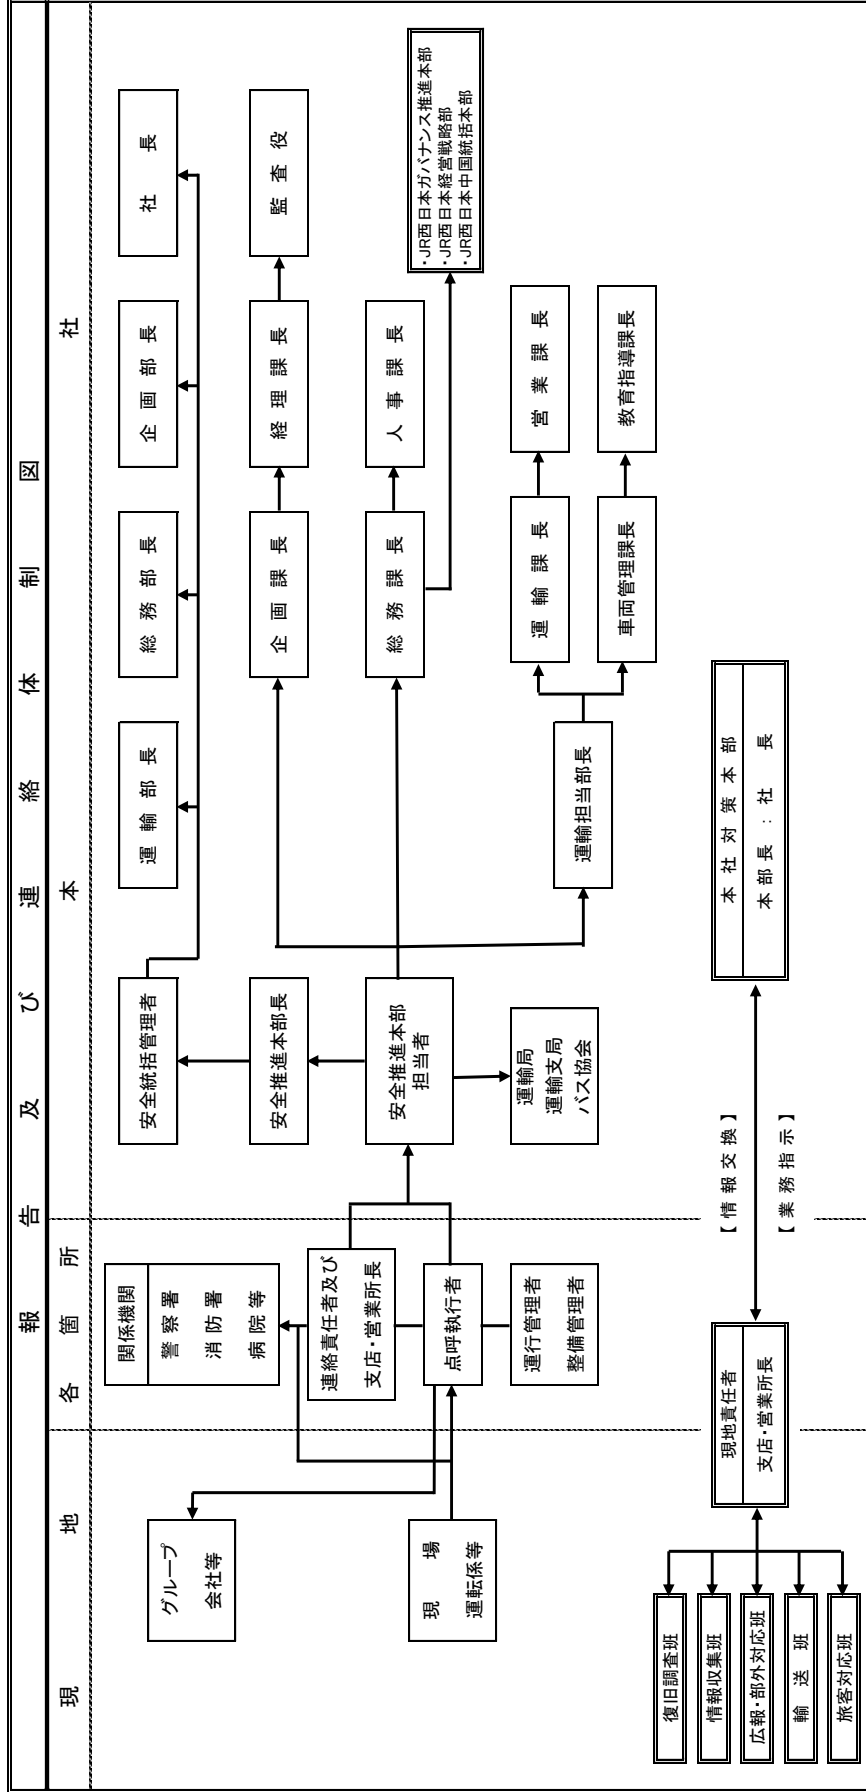 報告及び連絡体制図
現地
各箇所
本社
グループ
会社等
現場
運転係等
関係機関
警察署
消防署
病院等
連絡責任者及び
支店・営業所長
点呼執行者
運行管理者
整備管理者
安全統括管理者
安全推進本部長
安全推進本部
担当者
運輸局
運輸支局
バス協会
運輸部長
総務部長
企画部長
社長
企画課長
経理課長
監査役
総務課長
人事課長
・JR西日本ガバナンス推進本部
・JR西日本経営戦略部
・JR西日本中国統括本部
運輸担当部長
運輸課長
営業課長
車両管理課長
教育指導課長
復旧調査班
情報収集班
広報・部外対応班
輸送班
旅客対応班
現地責任者
支店・営業所長
【情報交換】
【業務指示】
本社対策本部
本部長：社長